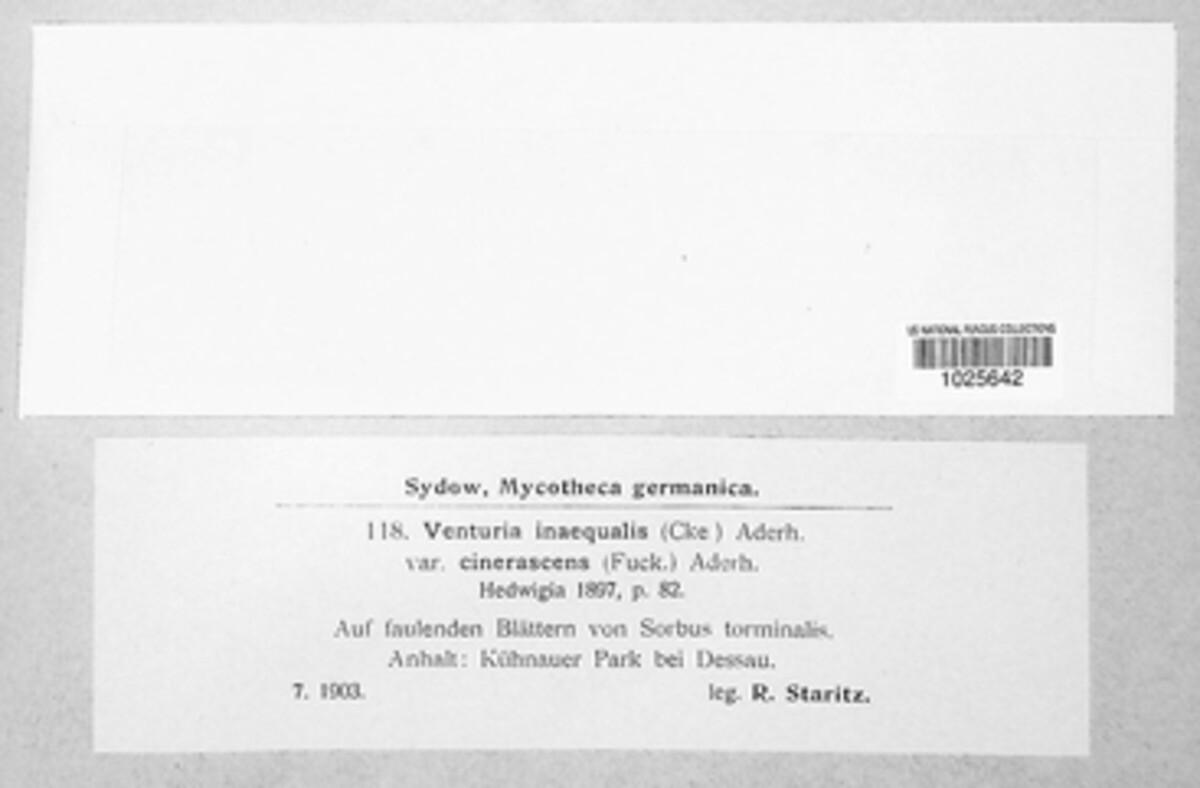 US NATIONAL FUNGUS COLLECTIONS
1025642
Sydow, Mycotheca germanica.
118. Venturia inaequalis (Cke) Aderh.
var. cinerascens (Fuck.) Aderh.
Hedwigia 1897, p. 82.
Auf faulenden Blättern von Sorbus torminalis.
Anhalt: Kühnauer Park bei Dessau.
7. 1903. leg. R. Staritz.